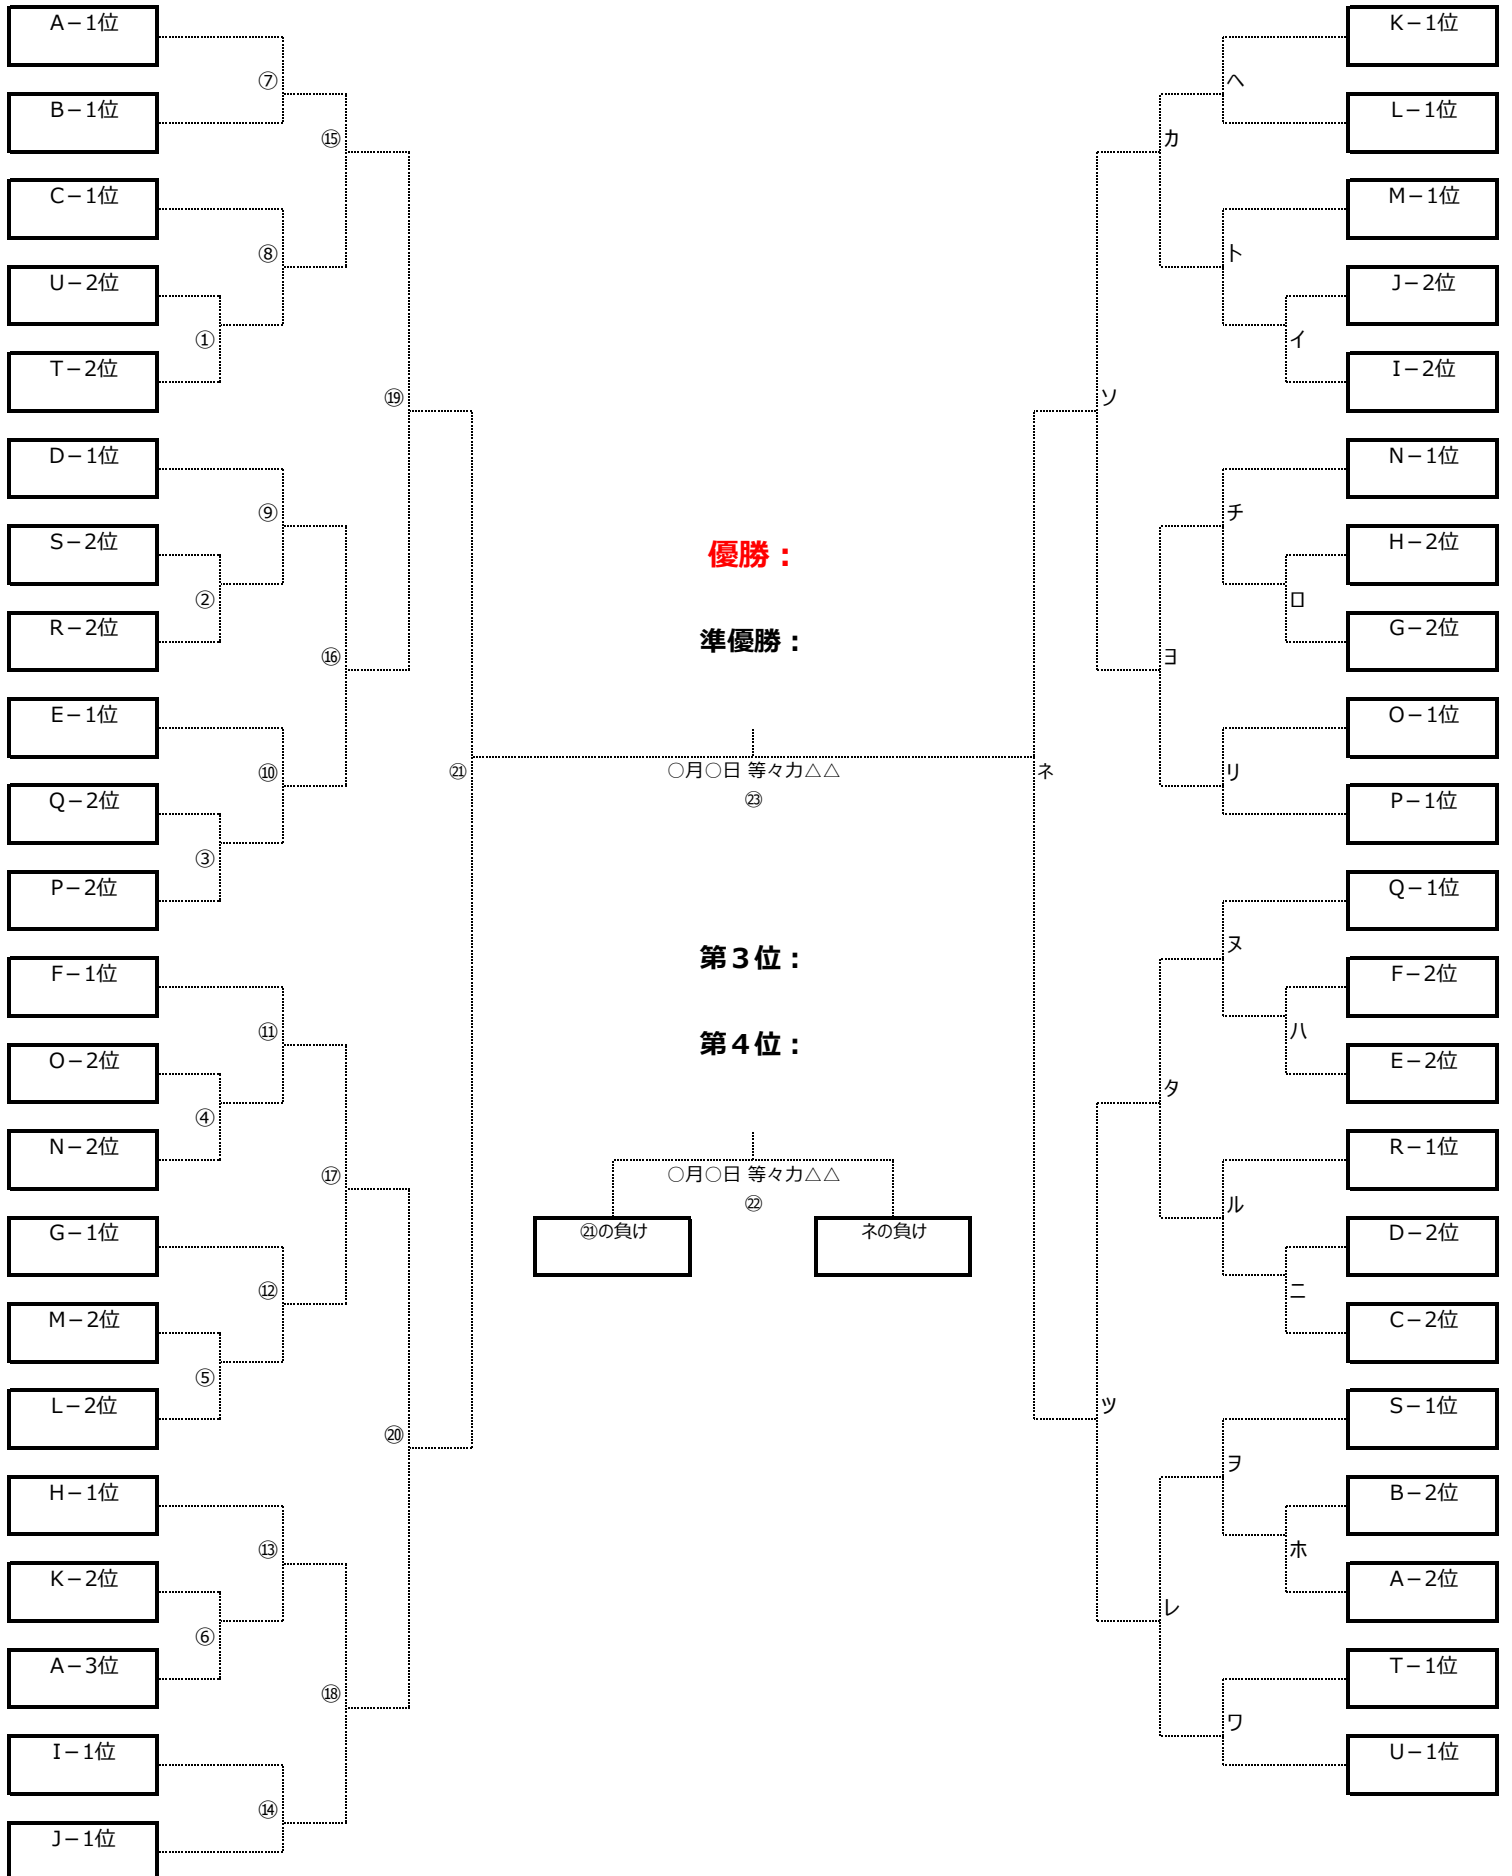 A－1位
⑦
B－1位
⑮
C－1位
⑧
U－2位
①
T－2位
⑲
D－1位
⑨
S－2位
②
R－2位
⑯
E－1位
⑩
Q－2位
③
P－2位
㉑
F－1位
⑪
O－2位
④
N－2位
⑰
G－1位
⑫
M－2位
⑤
L－2位
⑳
H－1位
⑬
K－2位
⑥
A－3位
⑱
I－1位
⑭
J－1位
優勝：
準優勝：
○月○日 等々力△△
㉓
第３位：
第４位：
○月○日 等々力△△
㉒
㉑の負け
ネの負け
K－1位
ヘ
L－1位
カ
M－1位
ト
J－2位
イ
I－2位
ソ
N－1位
チ
H－2位
ロ
G－2位
ヨ
O－1位
リ
ネ
P－1位
Q－1位
ヌ
F－2位
ハ
E－2位
タ
R－1位
ル
D－2位
ニ
C－2位
ツ
S－1位
ヲ
B－2位
ホ
A－2位
レ
T－1位
ワ
U－1位